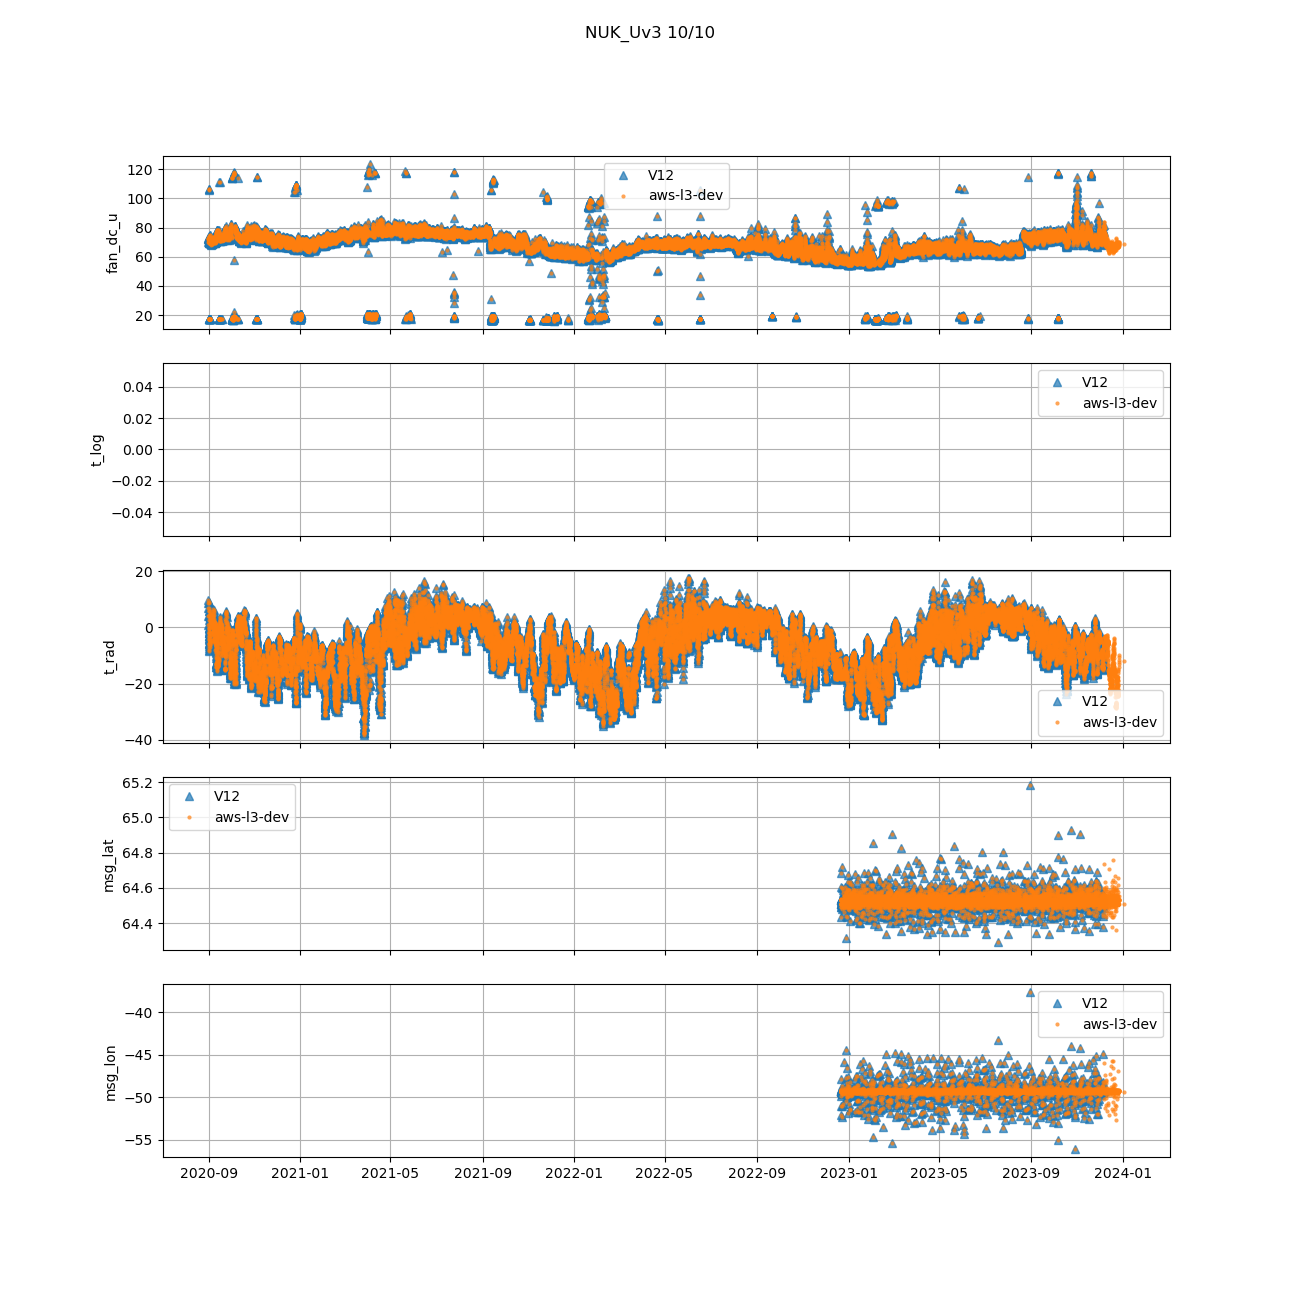 NUK_Uv3 10/10
120
100
80
60
40
20
fan_dc_u
V12
aws-l3-dev
0.04
0.02
0.00
−0.02
−0.04
t_log
V12
aws-l3-dev
20
0
−20
−40
t_rad
V12
aws-l3-dev
65.2
65.0
64.8
64.6
64.4
msg_lat
V12
aws-l3-dev
−40
−45
−50
−55
msg_lon
V12
aws-l3-dev
2020-09 2021-01 2021-05 2021-09 2022-01 2022-05 2022-09 2023-01 2023-05 2023-09 2024-01